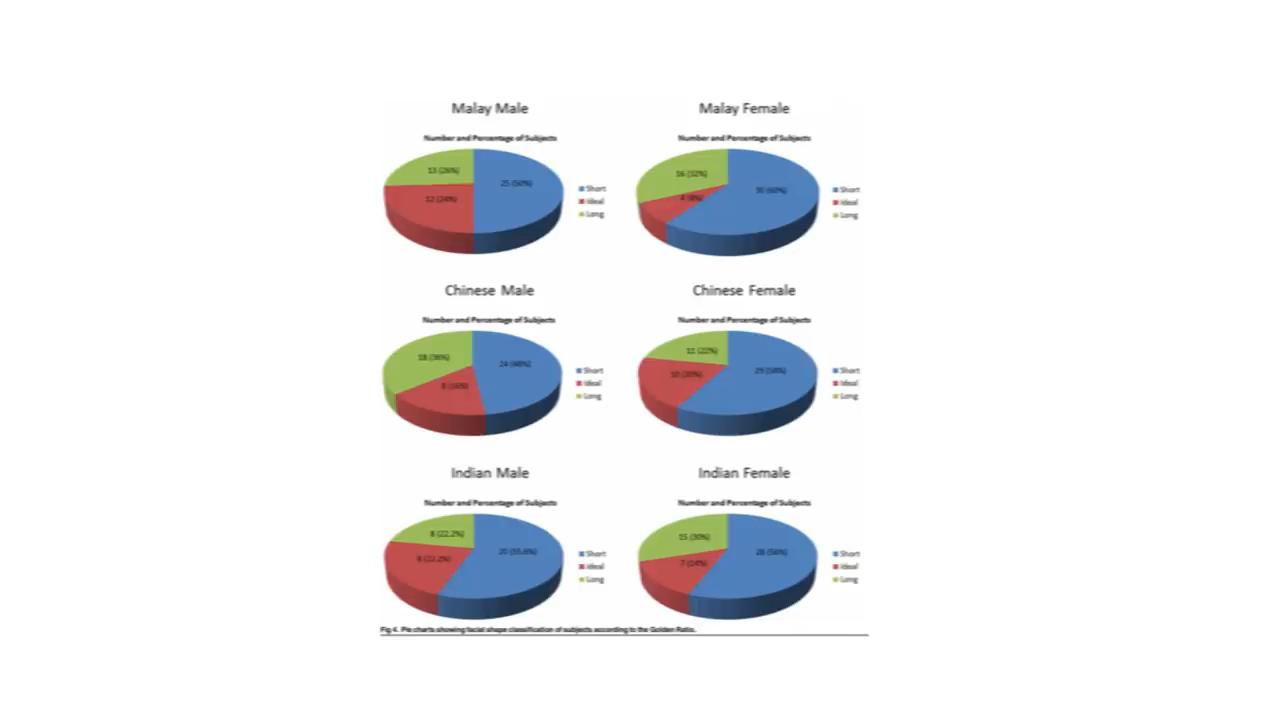 Malay Male
Malay Female
Number and Percentage of Subjects
Number and Percentage of Subjects
13 (26%)
25 (50%)
12 (24%)
Short
Ideal
Long
16 (32%)
30 (60%)
4 (8%)
Short
Ideal
Long
Chinese Male
Chinese Female
Number and Percentage of Subjects
Number and Percentage of Subjects
18 (36%)
24 (48%)
8 (16%)
Short
Ideal
Long
11 (22%)
29 (58%)
10 (20%)
Short
Ideal
Long
Indian Male
Indian Female
Number and Percentage of Subjects
Number and Percentage of Subjects
8 (22.2%)
20 (55.6%)
8 (22.2%)
Short
Ideal
Long
15 (30%)
28 (56%)
7 (14%)
Short
Ideal
Long
Fig 4. Pie charts showing facial shape classification of subjects according to the Golden Ratio.